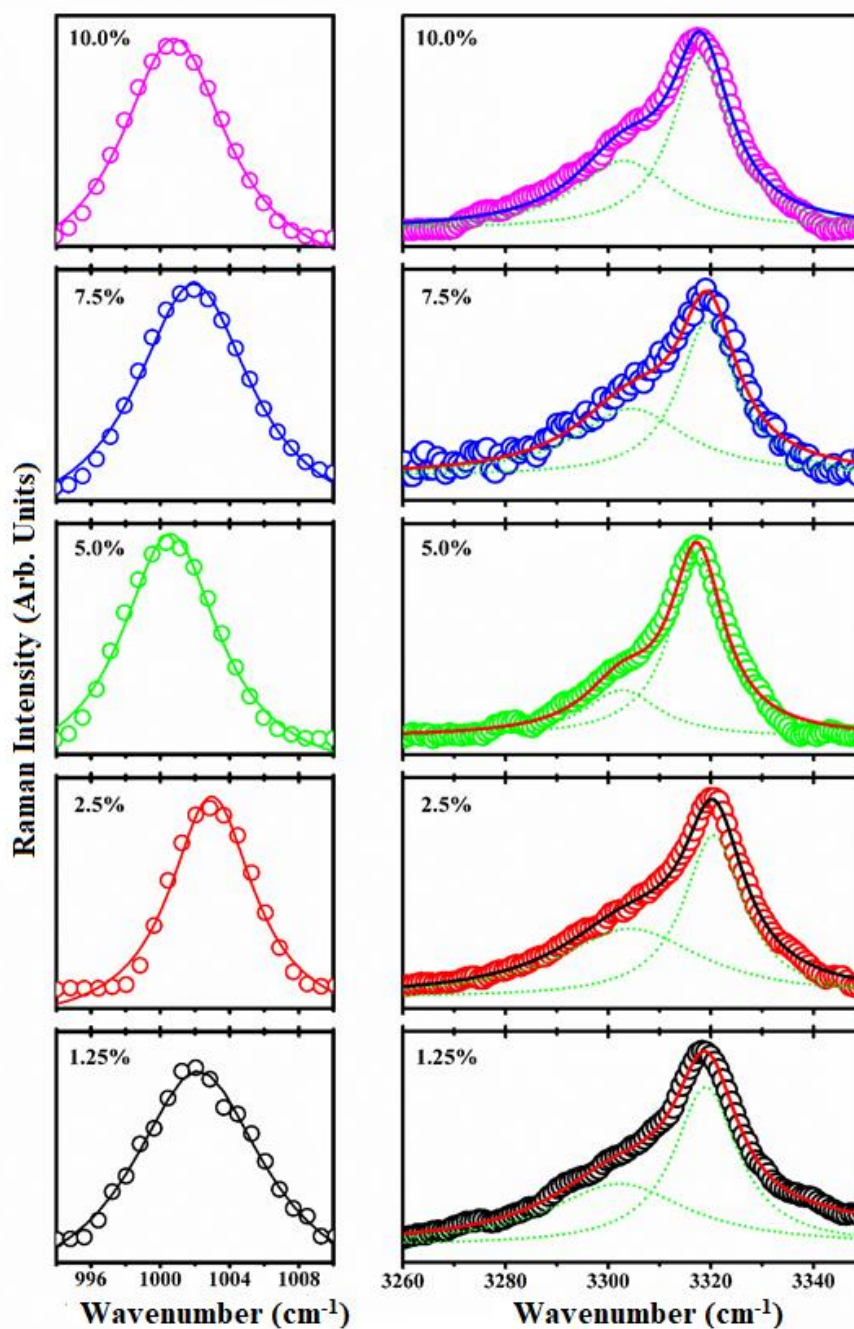 10.0%
10.0%
7.5%
7.5%
5.0%
5.0%
2.5%
2.5%
1.25%
1.25%
Raman Intensity (Arb. Units)
996 1000 1004 1008
3260 3280 3300 3320 3340
Wavenumber (cm⁻¹)
Wavenumber (cm⁻¹)